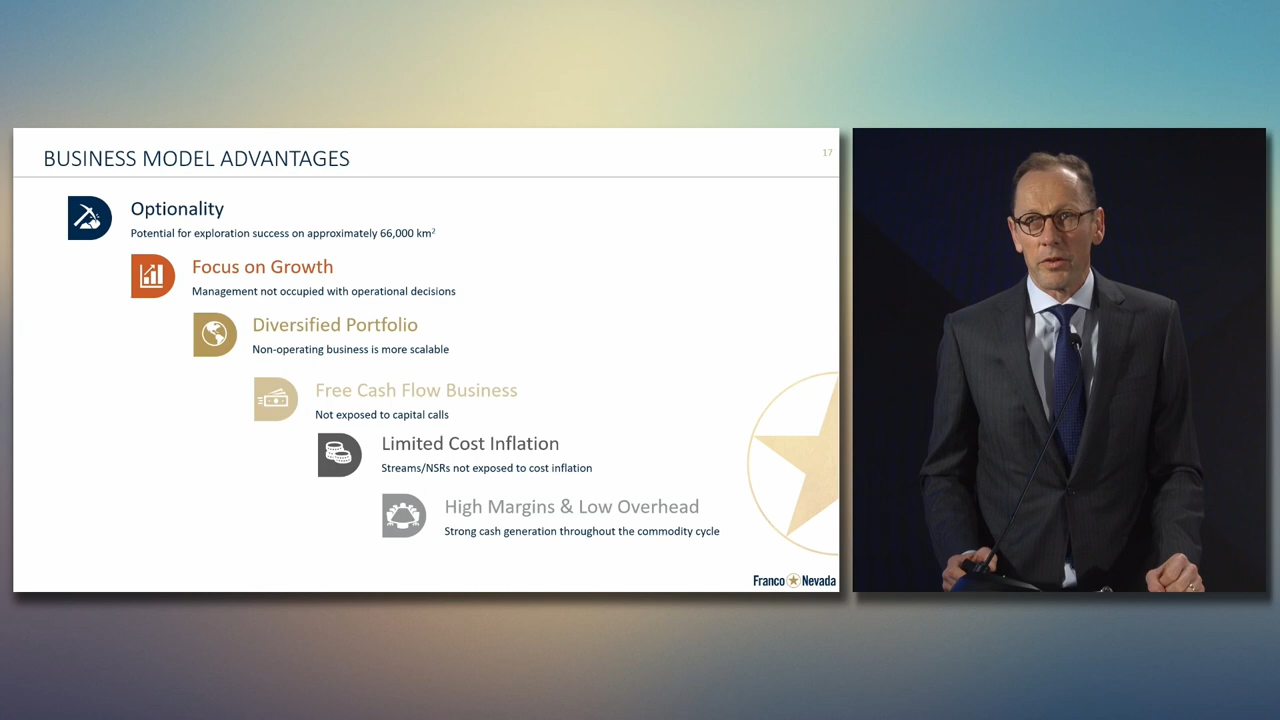 BUSINESS MODEL ADVANTAGES
17
Optionality
Potential for exploration success on approximately 66,000 km²
Focus on Growth
Management not occupied with operational decisions
Diversified Portfolio
Non-operating business is more scalable
Free Cash Flow Business
Not exposed to capital calls
Limited Cost Inflation
Streams/NSRs not exposed to cost inflation
High Margins & Low Overhead
Strong cash generation throughout the commodity cycle
Franco Nevada